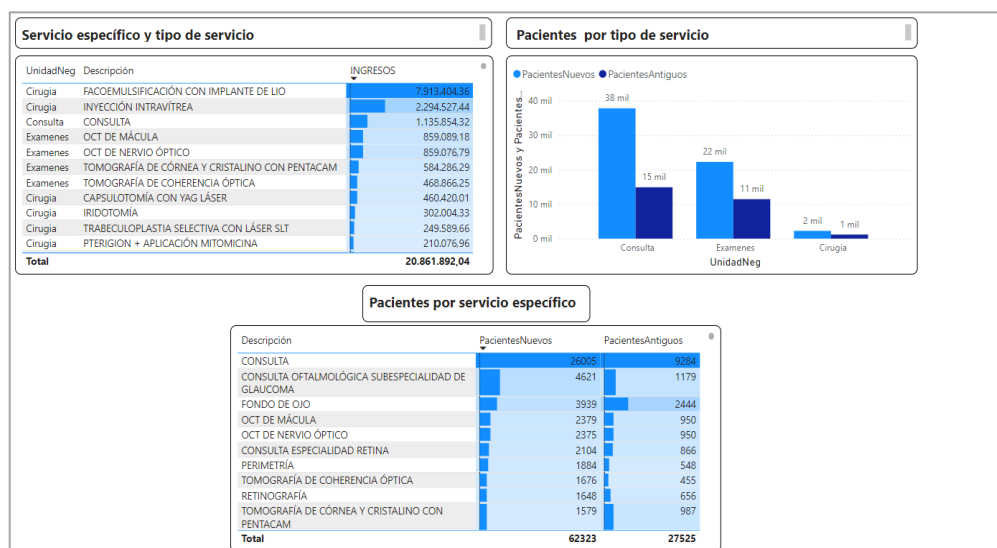 Servicio específico y tipo de servicio
UnidadNeg Descripción INGRESOS
Cirugia FACOEMULSIFICACIÓN CON IMPLANTE DE LIO 7.913.404,36
Cirugia INYECCIÓN INTRAVÍTREA 2.294.527,44
Consulta CONSULTA 1.135.854,32
Examenes OCT DE MÁCULA 859.089,18
Examenes OCT DE NERVIO ÓPTICO 859.076,79
Examenes TOMOGRAFÍA DE CÓRNEA Y CRISTALINO CON PENTACAM 584.286,29
Examenes TOMOGRAFÍA DE COHERENCIA ÓPTICA 468.866,25
Cirugia CAPSULOTOMÍA CON YAG LÁSER 460.420,01
Cirugia IRIDOTOMÍA 302.004,33
Cirugia TRABECULOPLASTIA SELECTIVA CON LÁSER SLT 249.589,66
Cirugia PTERIGION + APLICACIÓN MITOMICINA 210.076,96
Total 20.861.892,04
Pacientes por tipo de servicio
PacientesNuevos PacientesAntiguos
PacientesNuevos y Pacientes...
40 mil
30 mil
20 mil
10 mil
0 mil
38 mil
15 mil
22 mil
11 mil
2 mil
1 mil
Consulta Examenes Cirugia
UnidadNeg
Pacientes por servicio específico
Descripción PacientesNuevos PacientesAntiguos
CONSULTA 26005 9284
CONSULTA OFTALMOLÓGICA SUBESPECIALIDAD DE 4621 1179
GLAUCOMA
FONDO DE OJO 3939 2444
OCT DE MÁCULA 2379 950
OCT DE NERVIO ÓPTICO 2375 950
CONSULTA ESPECIALIDAD RETINA 2104 866
PERIMETRÍA 1884 548
TOMOGRAFÍA DE COHERENCIA ÓPTICA 1676 455
RETINOGRAFÍA 1648 656
TOMOGRAFÍA DE CÓRNEA Y CRISTALINO CON 1579 987
PENTACAM
Total 62323 27525